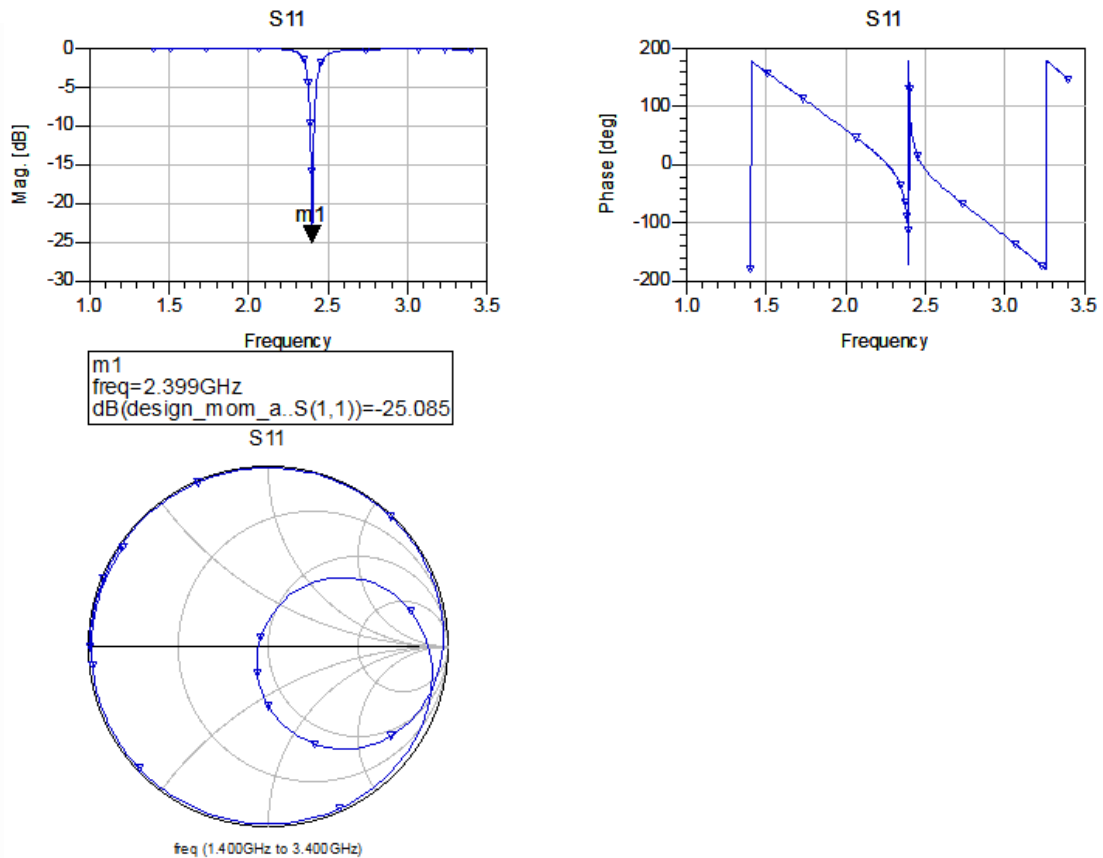 S11
0
-5
-10
-15
-20
-25
-30
Mag. [dB]
m1
1.0
1.5
2.0
2.5
3.0
3.5
Frequency
S11
200
100
0
-100
-200
Phase [deg]
1.0
1.5
2.0
2.5
3.0
3.5
Frequency
m1
freq=2.399GHz
dB(design_mom_a..S(1,1))=-25.085
S11
freq (1.400GHz to 3.400GHz)